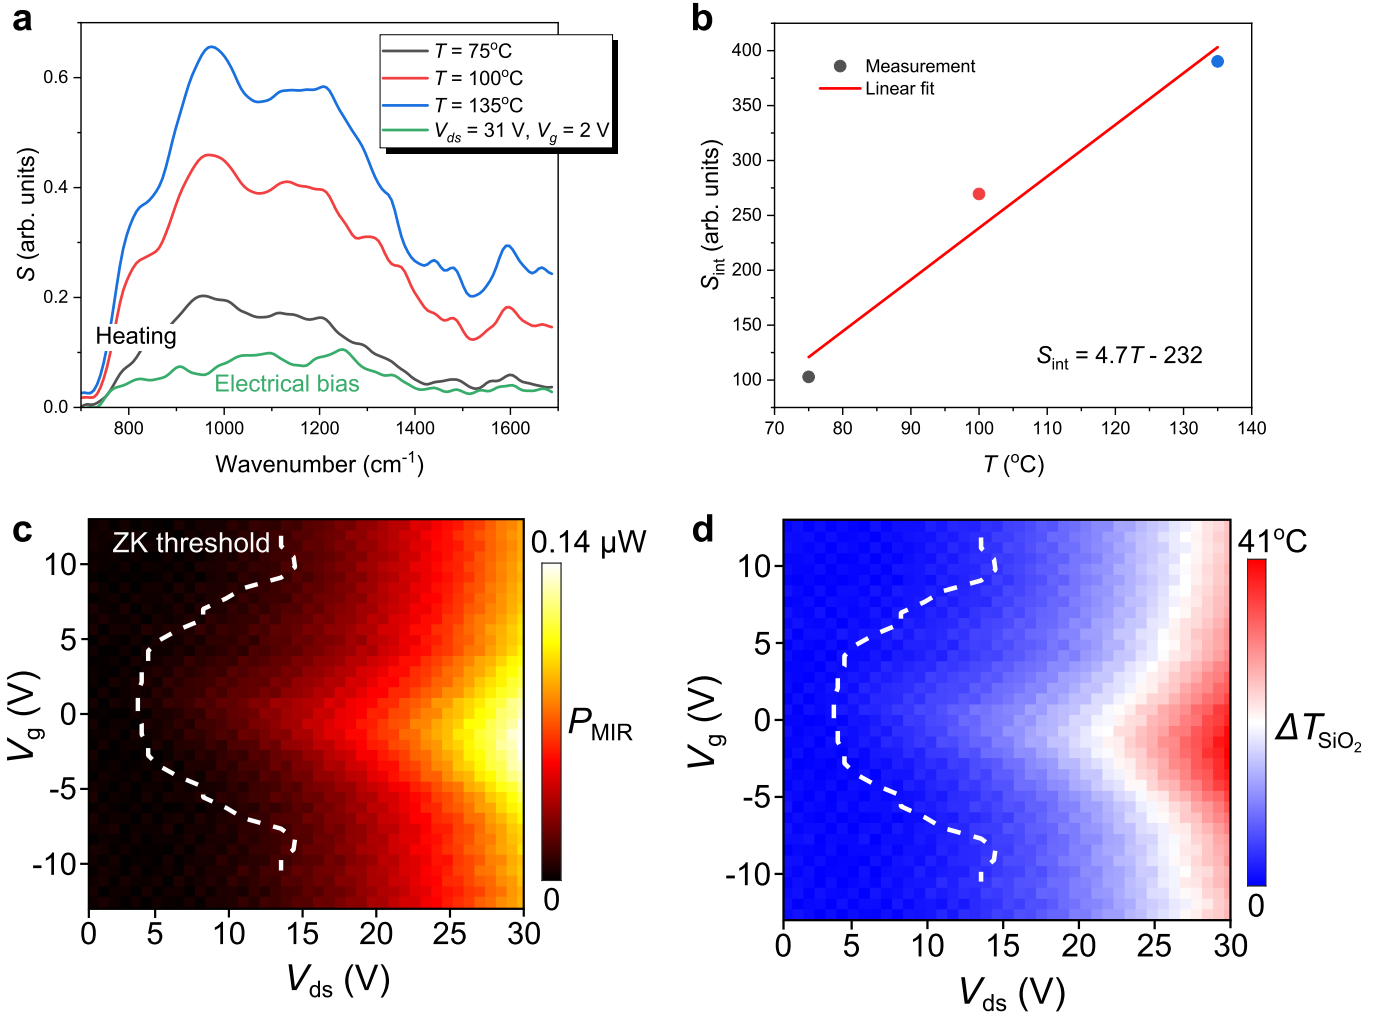 a
S (arb. units)
0.6
0.4
0.2
0.0
T = 75°C
T = 100°C
T = 135°C
Vds = 31 V, Vg = 2 V
Heating
Electrical bias
800 1000 1200 1400 1600
Wavenumber (cm-1)
b
Sint (arb. units)
400
350
300
250
200
150
100
Measurement
Linear fit
Sint = 4.7T - 232
70 80 90 100 110 120 130 140
T (°C)
c
ZK threshold
Vg (V)
10
5
0
-5
-10
0 5 10 15 20 25 30
Vds (V)
0.14 µW
PMIR
0
d
Vg (V)
10
5
0
-5
-10
0 5 10 15 20 25 30
Vds (V)
41°C
ΔTSiO2
0